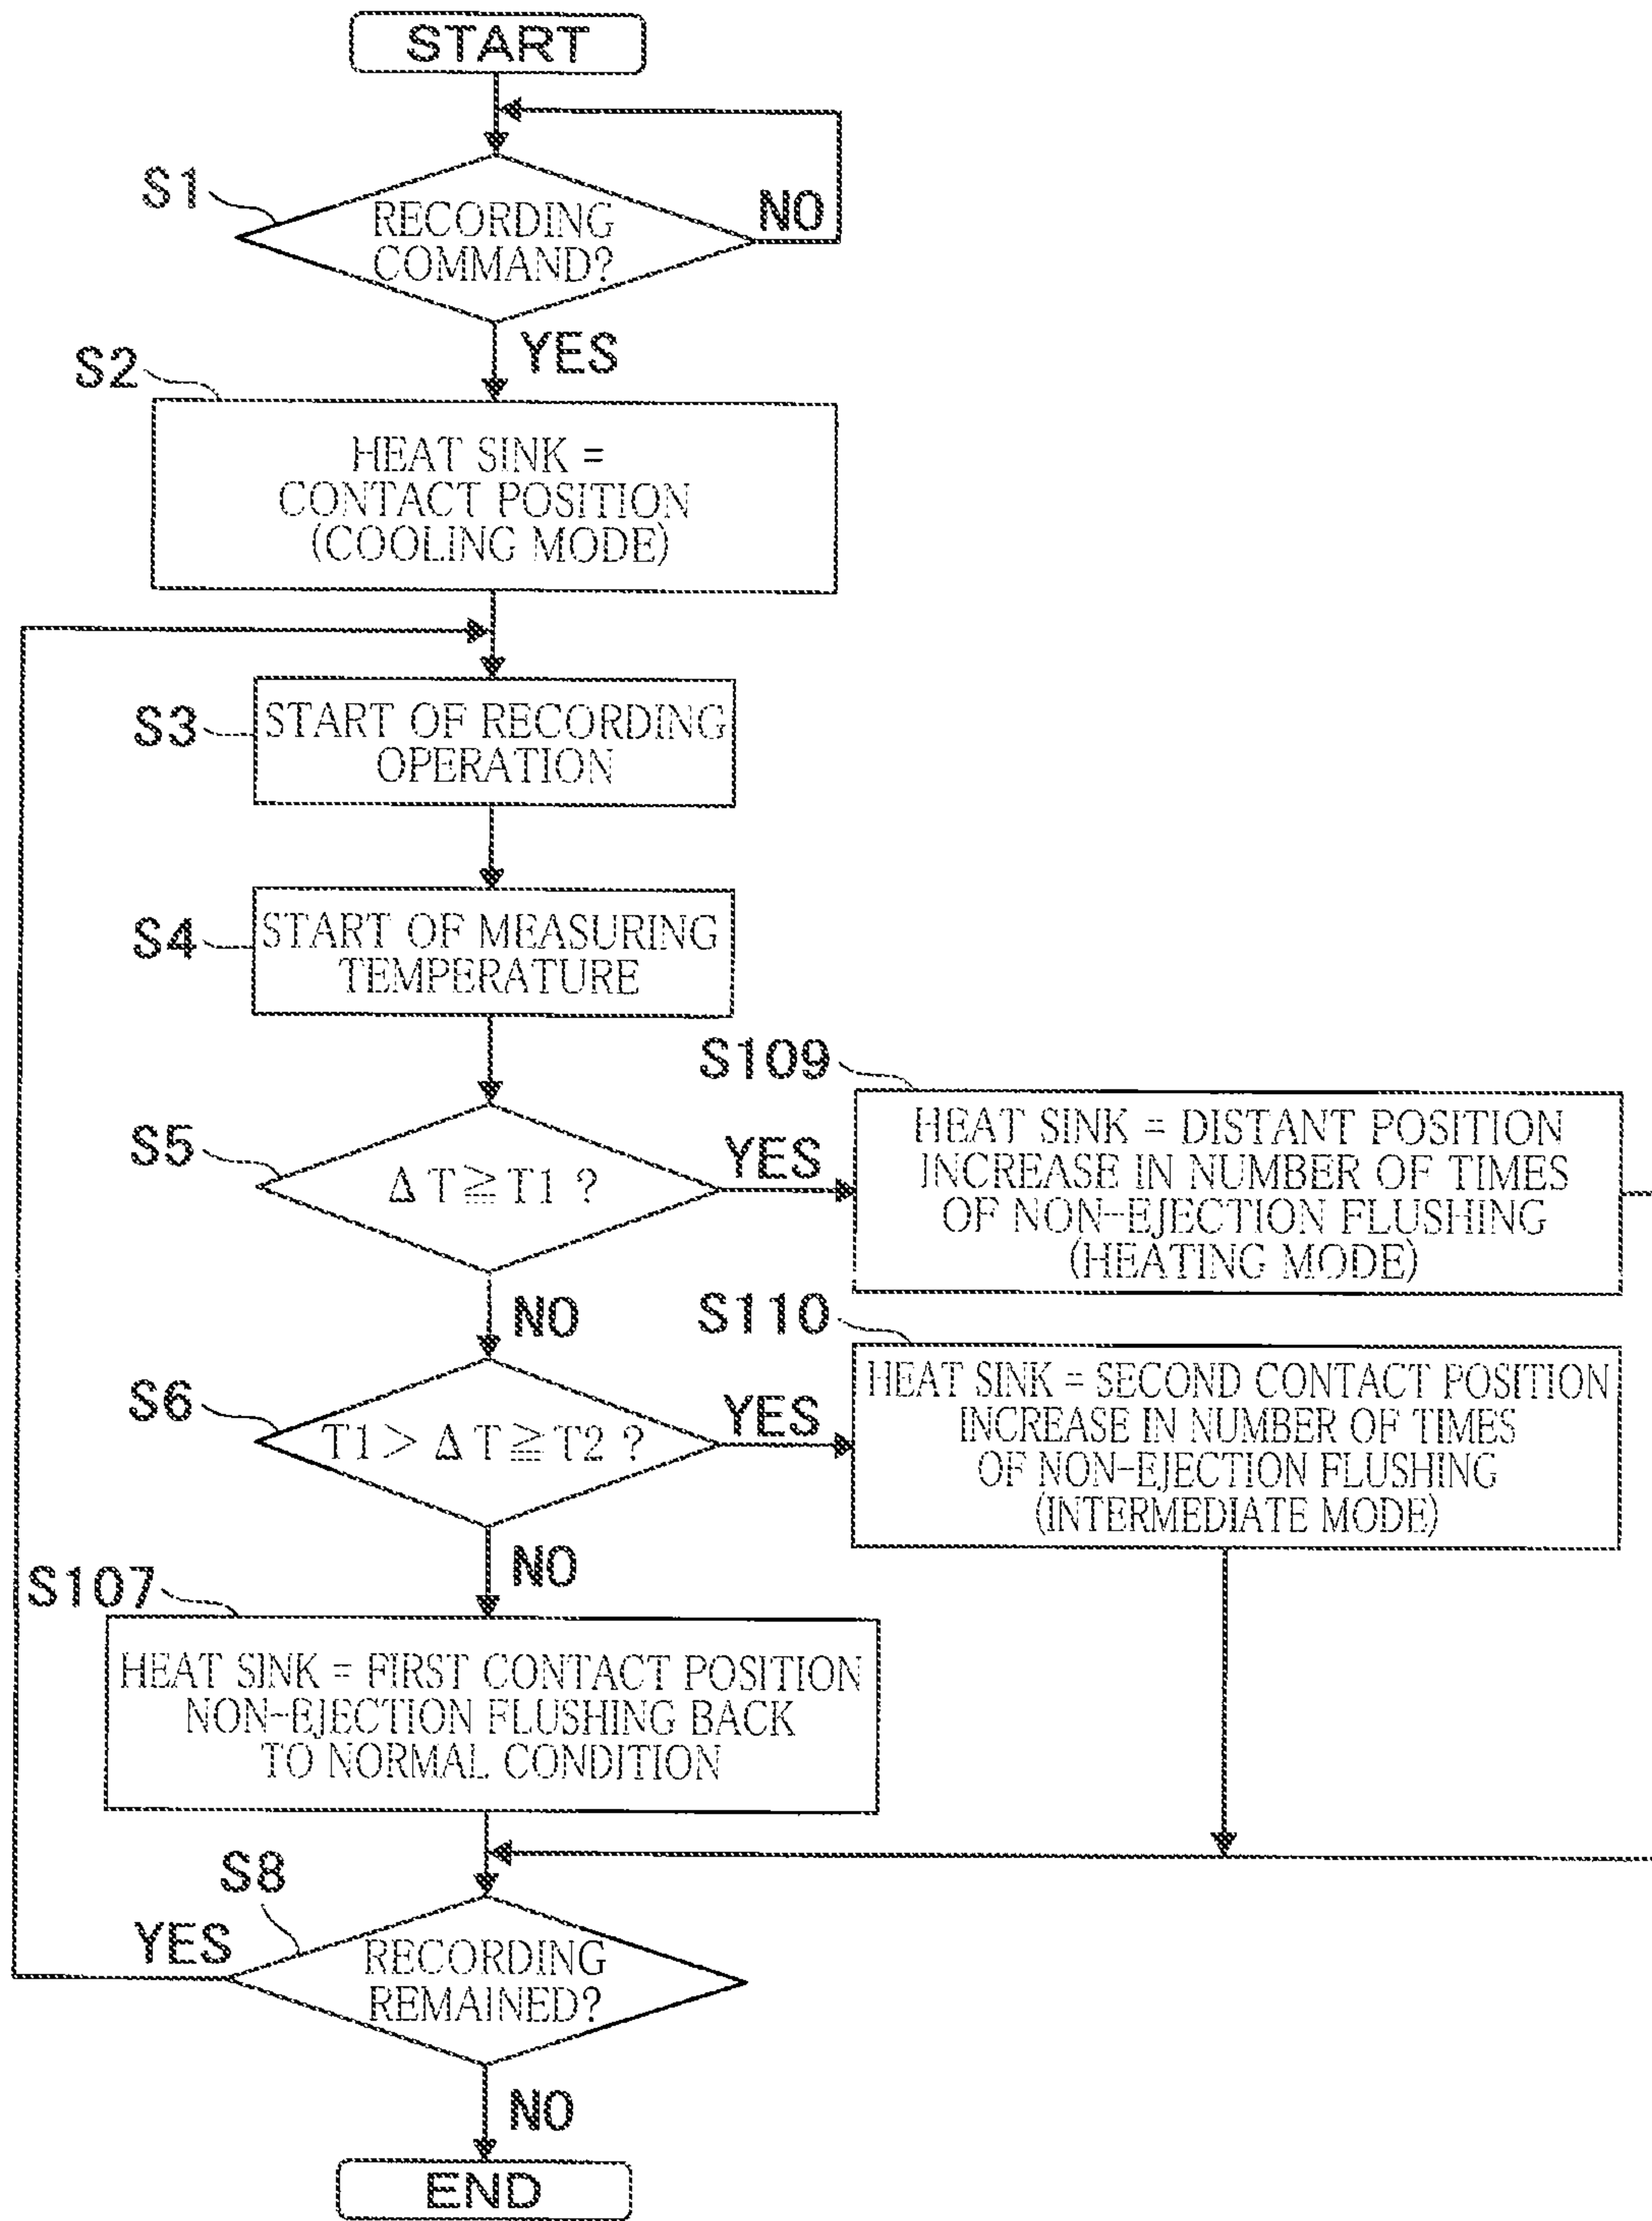 START
S1
RECORDING
COMMAND?
NO
YES
S2
HEAT SINK =
CONTACT POSITION
(COOLING MODE)
S3
START OF RECORDING
OPERATION
S4
START OF MEASURING
TEMPERATURE
S5
Δ T ≧ T1 ?
YES
S109
HEAT SINK = DISTANT POSITION
INCREASE IN NUMBER OF TIMES
OF NON-EJECTION FLUSHING
(HEATING MODE)
NO
S6
T1 > Δ T ≧ T2 ?
YES
S110
HEAT SINK = SECOND CONTACT POSITION
INCREASE IN NUMBER OF TIMES
OF NON-EJECTION FLUSHING
(INTERMEDIATE MODE)
NO
S107
HEAT SINK = FIRST CONTACT POSITION
NON-EJECTION FLUSHING BACK
TO NORMAL CONDITION
S8
YES
RECORDING
REMAINED?
NO
END